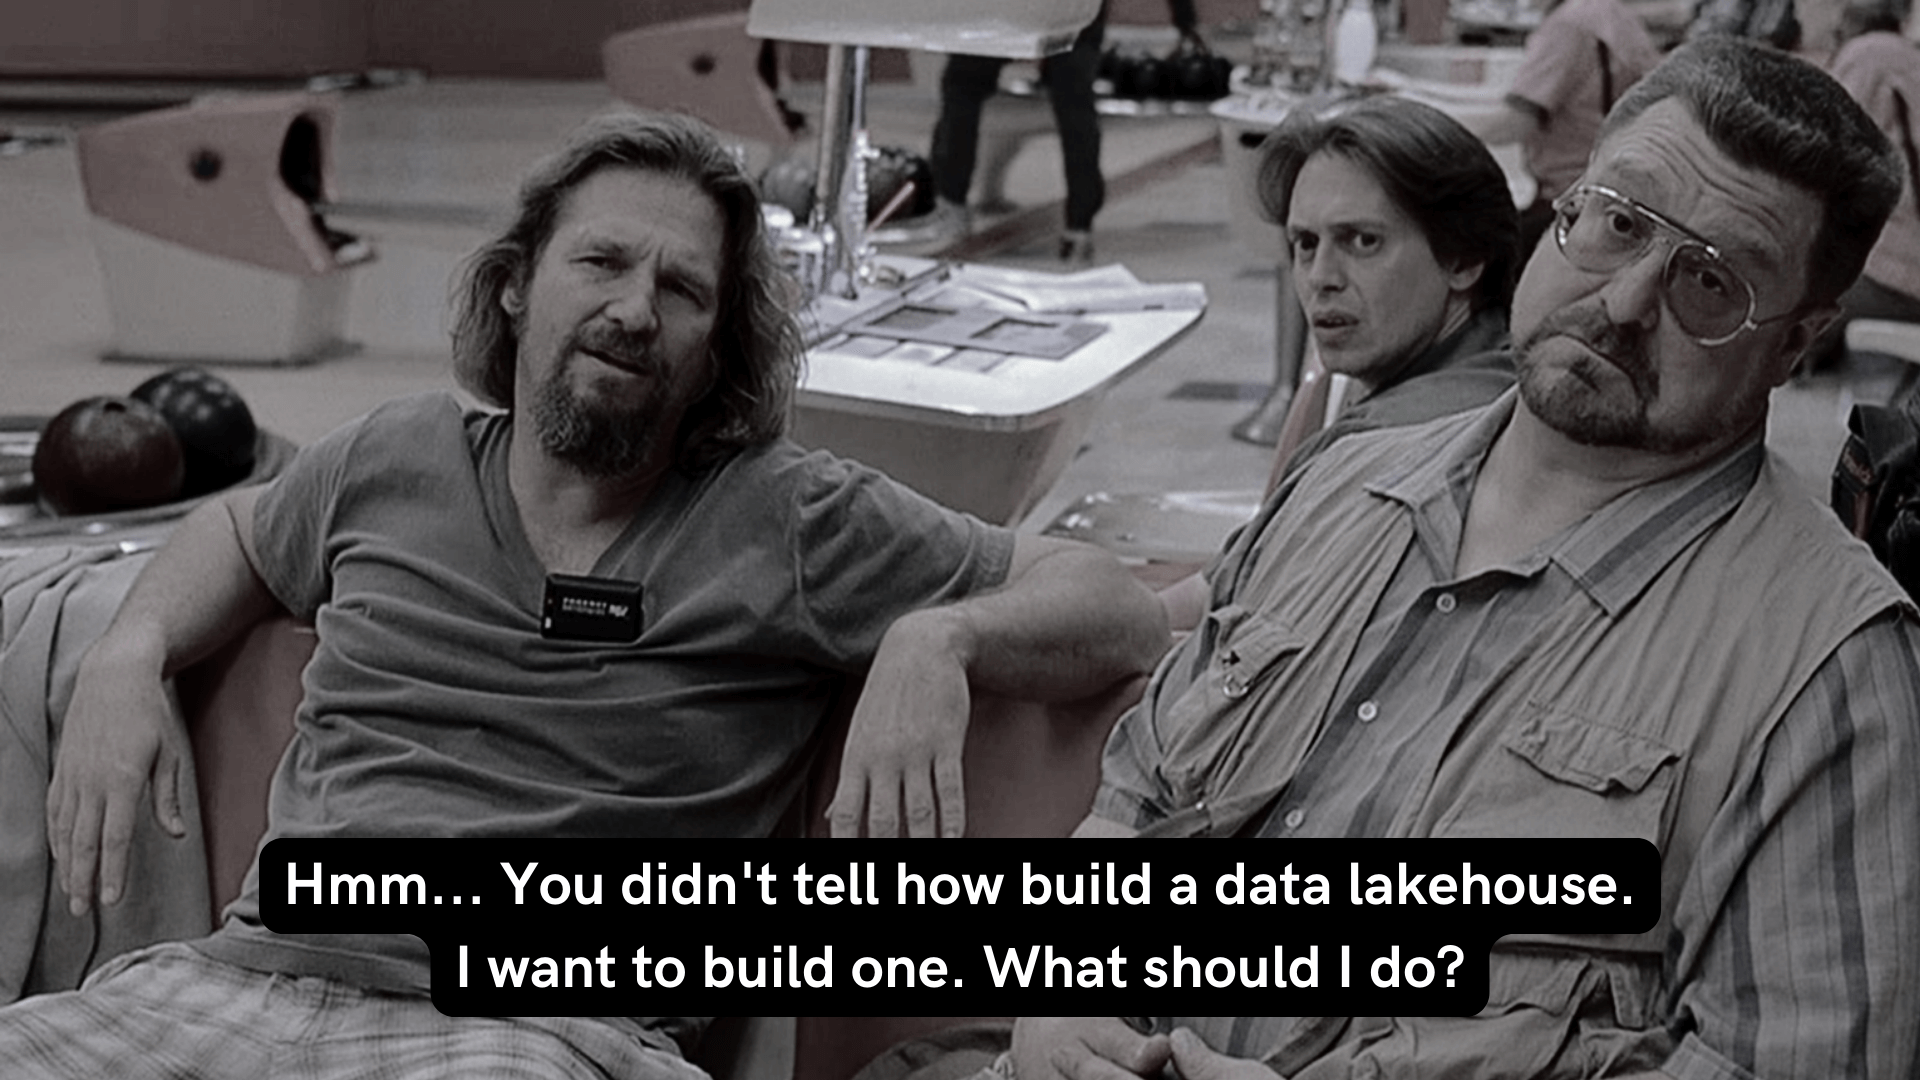 Hmm... You didn't tell how build a data lakehouse.
I want to build one. What should I do?